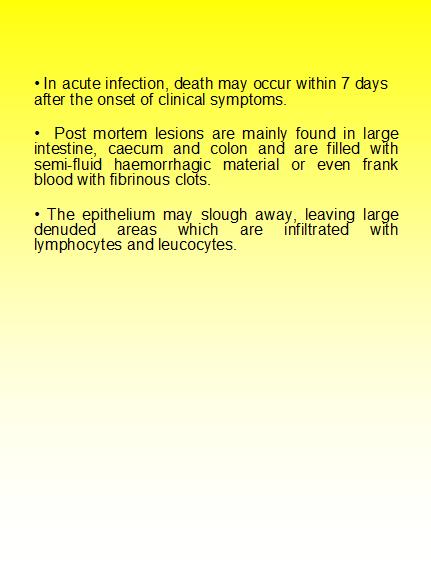 • In acute infection, death may occur within 7 days
after the onset of clinical symptoms.
• Post mortem lesions are mainly found in large
intestine, caecum and colon and are filled with
semi-fluid haemorrhagic material or even frank
blood with fibrinous clots.
• The epithelium may slough away, leaving large
denuded areas which are infiltrated with
lymphocytes and leucocytes.